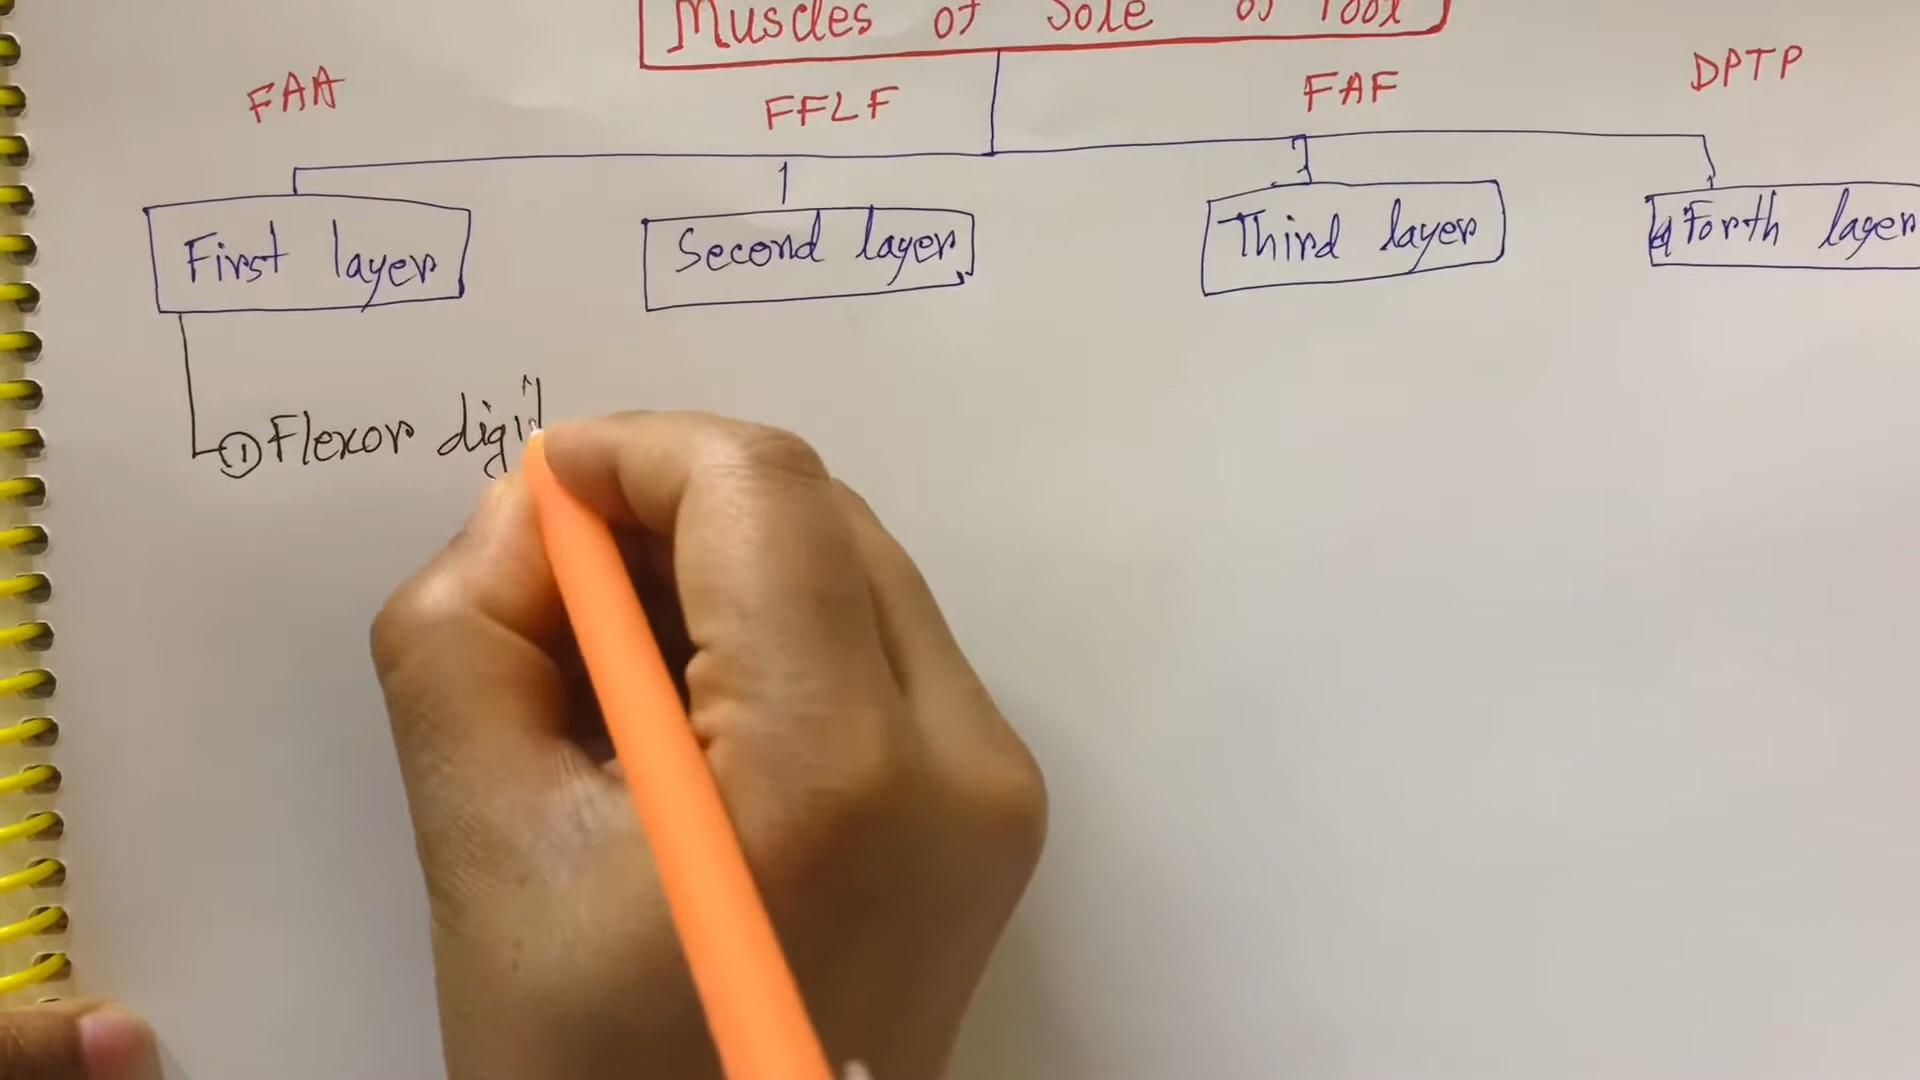 Muscles of Sole of Foot
FAA
FFLF
FAF
DPTP
First layer
Second layer
Third layer
Forth layer
① Flexor digit